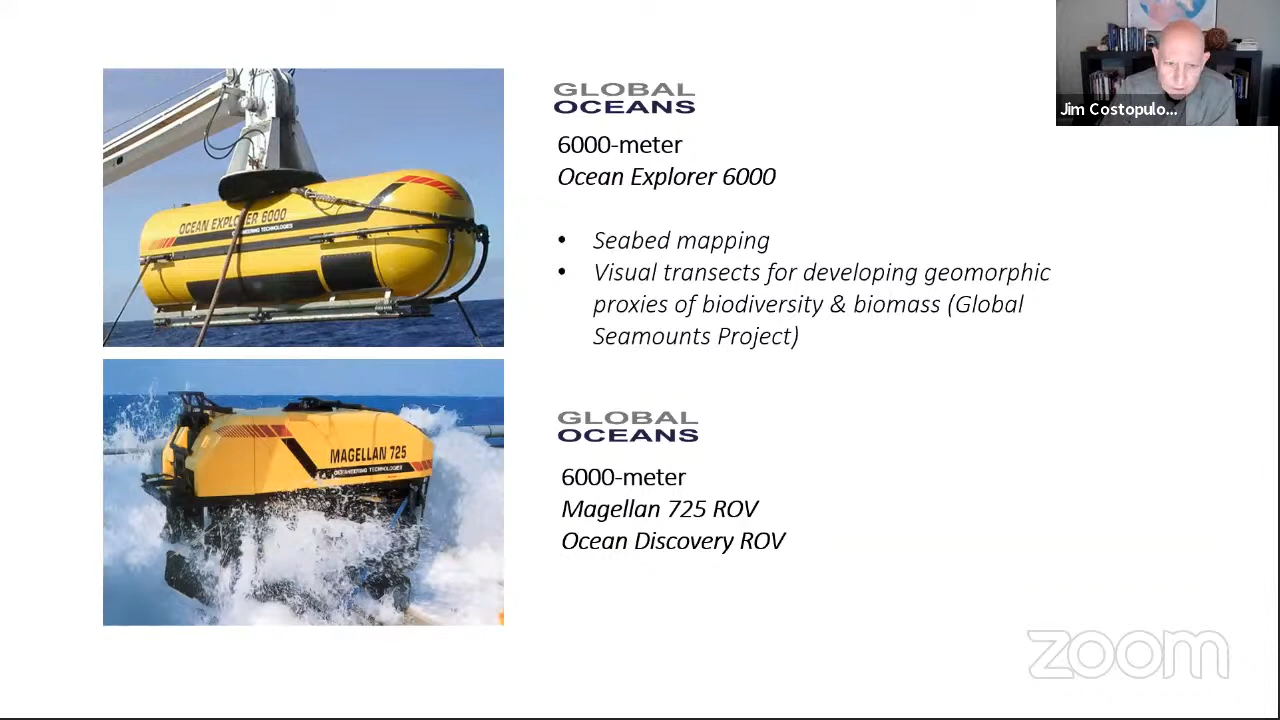 Jim Costopulo...
GLOBAL
OCEANS
6000-meter
Ocean Explorer 6000
OCEAN EXPLORER 6000
• Seabed mapping
• Visual transects for developing geomorphic
proxies of biodiversity & biomass (Global
Seamounts Project)
GLOBAL
OCEANS
6000-meter
Magellan 725 ROV
Ocean Discovery ROV
MAGELLAN 725
OCEANEERING TECHNOLOGIES
zoom